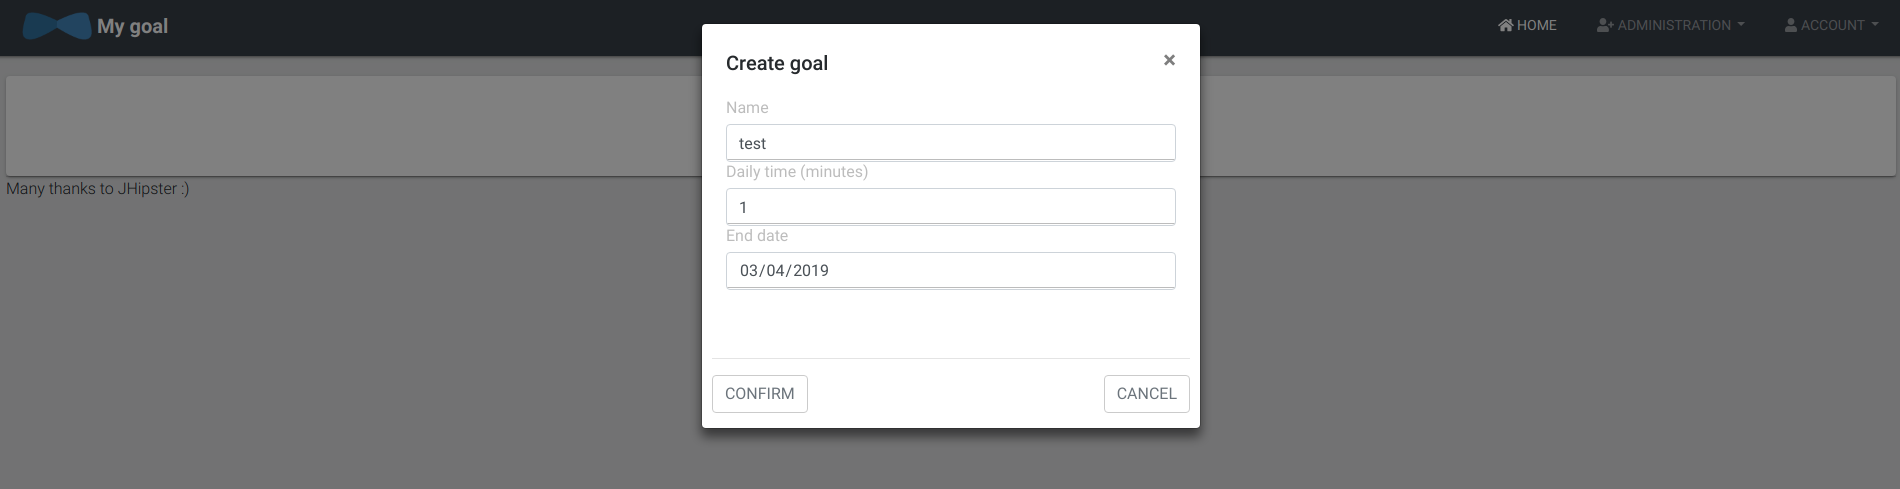 My goal
HOME
ADMINISTRATION
ACCOUNT
Create goal
×
Name
test
Daily time (minutes)
1
End date
03/04/2019
CONFIRM
CANCEL
Many thanks to JHipster :)